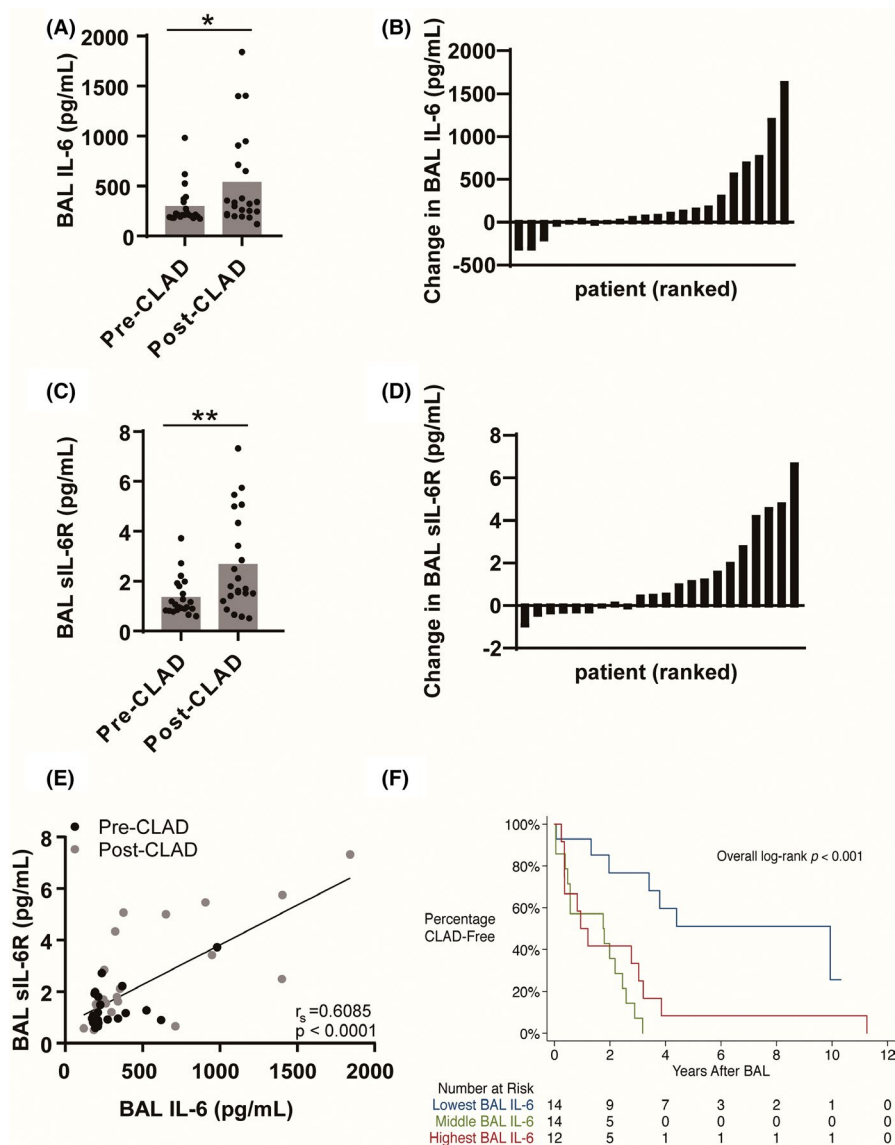 (A)
*
BAL IL-6 (pg/mL)
2000
1500
1000
500
0
Pre-CLAD
Post-CLAD
(B)
Change in BAL IL-6 (pg/mL)
2000
1500
1000
500
0
-500
patient (ranked)
(C)
**
BAL sIL-6R (pg/mL)
8
6
4
2
0
Pre-CLAD
Post-CLAD
(D)
Change in BAL sIL-6R (pg/mL)
8
6
4
2
0
-2
patient (ranked)
(E)
Pre-CLAD
Post-CLAD
BAL sIL-6R (pg/mL)
8
6
4
2
0
rs=0.6085
p < 0.0001
0 500 1000 1500 2000
BAL IL-6 (pg/mL)
(F)
Percentage
CLAD-Free
100%
80%
60%
40%
20%
0%
Overall log-rank p < 0.001
0 2 4 6 8 10 12
Years After BAL
Number at Risk
Lowest BAL IL-6 14 9 7 3 2 1 0
Middle BAL IL-6 14 5 0 0 0 0 0
Highest BAL IL-6 12 5 1 1 1 1 0